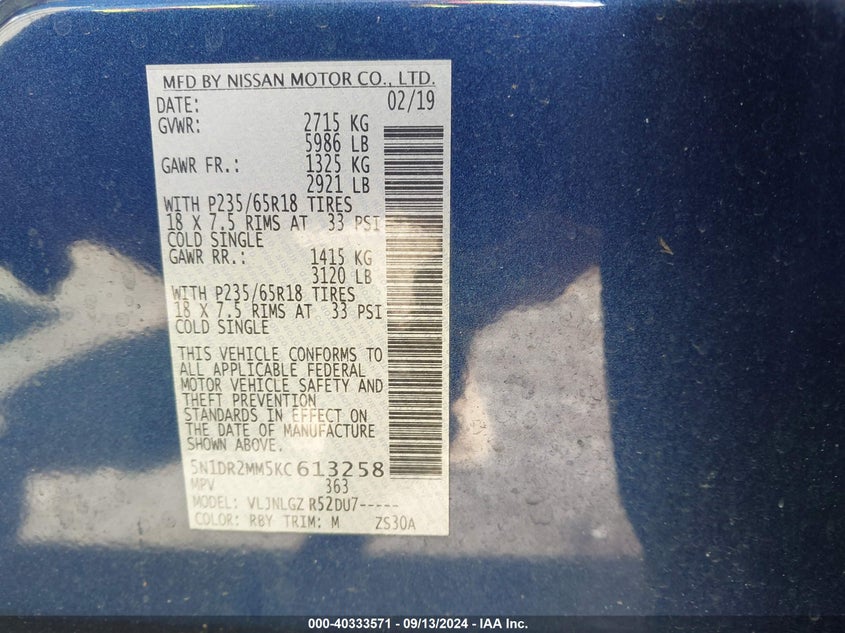 MFD BY NISSAN MOTOR CO., LTD.
DATE: 02/19
GVWR: 2715 KG
5986 LB
GAWR FR.: 1325 KG
2921 LB
WITH P235/65R18 TIRES
18 X 7.5 RIMS AT 33 PSI
COLD SINGLE
GAWR RR.: 1415 KG
3120 LB
WITH P235/65R18 TIRES
18 X 7.5 RIMS AT 33 PSI
COLD SINGLE
THIS VEHICLE CONFORMS TO
ALL APPLICABLE FEDERAL
MOTOR VEHICLE SAFETY AND
THEFT PREVENTION
STANDARDS IN EFFECT ON
THE DATE OF MANUFACTURE
SHOWN ABOVE.
5N1DR2MM5KC613258
MPV 363
MODEL: VLJNLGZ R52DU7-----
COLOR: RBY TRIM: M ZS30A
000-40333571 - 09/13/2024 - IAA Inc.